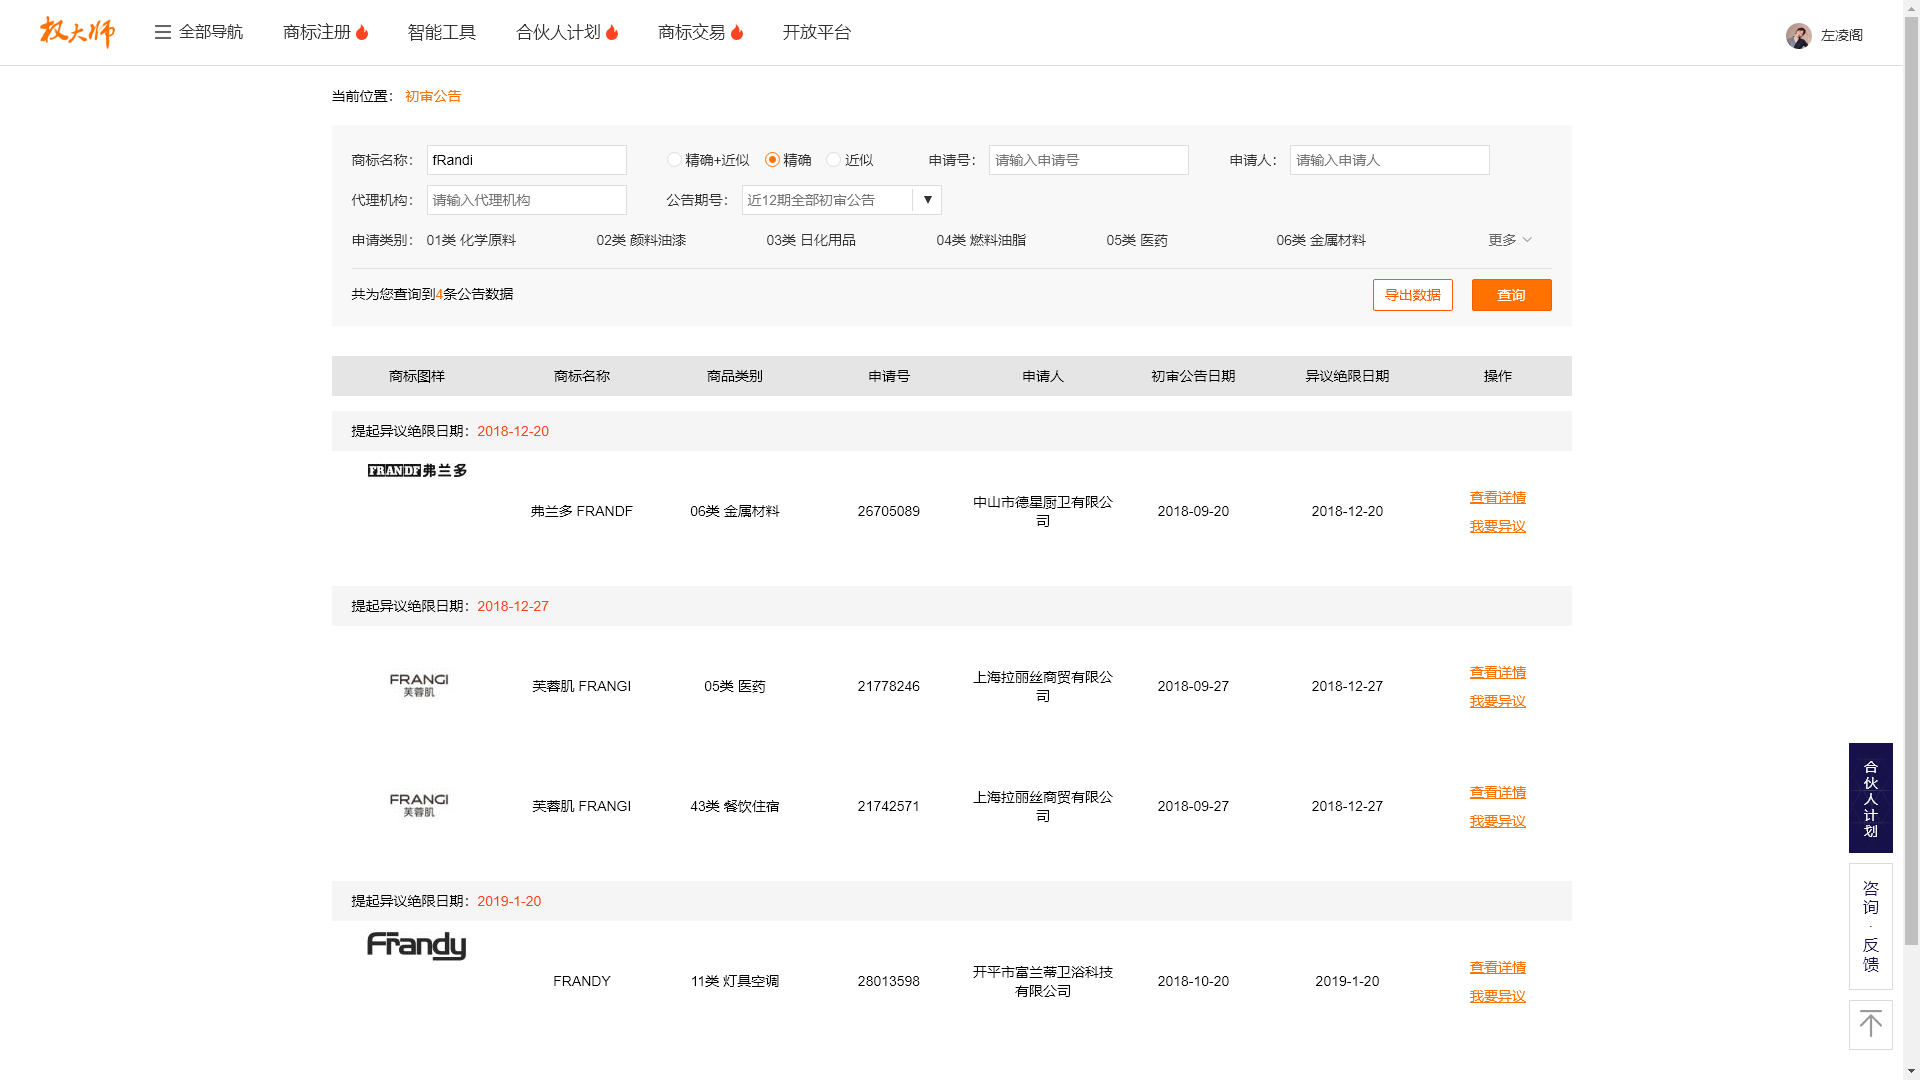 权大师 全部导航 商标注册 智能工具 合伙人计划 商标交易 开放平台 左凌阁
当前位置： 初审公告
商标名称： fRandi 精确+近似 精确 近似 申请号： 请输入申请号 申请人： 请输入申请人
代理机构： 请输入代理机构 公告期号： 近12期全部初审公告 ▼
申请类别： 01类 化学原料 02类 颜料油漆 03类 日化用品 04类 燃料油脂 05类 医药 06类 金属材料 更多
共为您查询到4条公告数据 导出数据 查询
商标图样 商标名称 商品类别 申请号 申请人 初审公告日期 异议绝限日期 操作
提起异议绝限日期：2018-12-20
FRANDF弗兰多
弗兰多 FRANDF 06类 金属材料 26705089 中山市德星厨卫有限公司 2018-09-20 2018-12-20 查看详情
我要异议
提起异议绝限日期：2018-12-27
FRANGI
芙蓉肌
芙蓉肌 FRANGI 05类 医药 21778246 上海拉丽丝商贸有限公司 2018-09-27 2018-12-27 查看详情
我要异议
FRANGI
芙蓉肌
芙蓉肌 FRANGI 43类 餐饮住宿 21742571 上海拉丽丝商贸有限公司 2018-09-27 2018-12-27 查看详情
我要异议
提起异议绝限日期：2019-1-20
Frandy
FRANDY 11类 灯具空调 28013598 开平市富兰蒂卫浴科技有限公司 2018-10-20 2019-1-20 查看详情
我要异议
合伙人计划
咨询·反馈